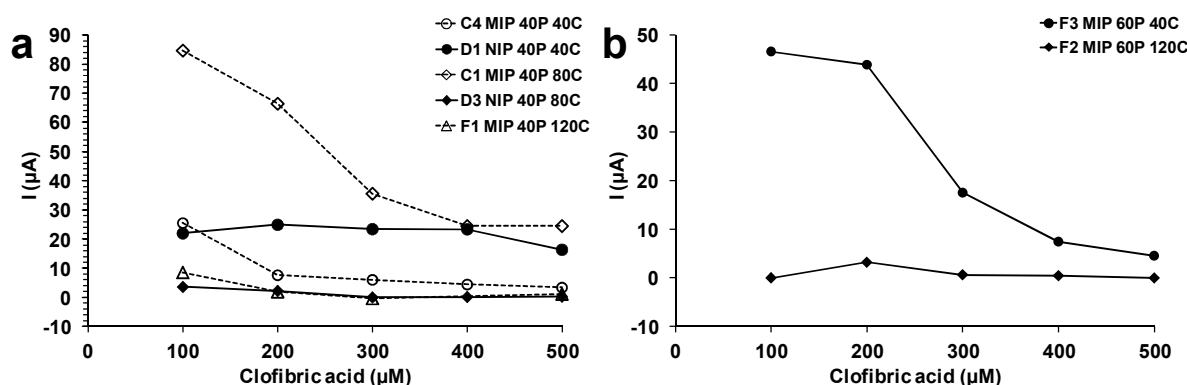 a
C4 MIP 40P 40C
D1 NIP 40P 40C
C1 MIP 40P 80C
D3 NIP 40P 80C
F1 MIP 40P 120C
I (µA)
90
80
70
60
50
40
30
20
10
0
-10
0
100
200
300
400
500
Clofibric acid (µM)
b
F3 MIP 60P 40C
F2 MIP 60P 120C
I (µA)
50
40
30
20
10
0
-10
0
100
200
300
400
500
Clofibric acid (µM)